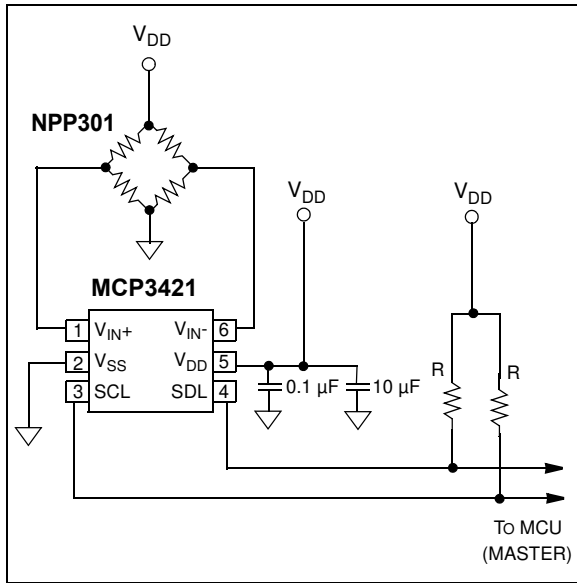 VDD
NPP301
VDD
VDD
MCP3421
1 VIN+ VIN- 6
2 VSS VDD 5
3 SCL SDL 4
0.1 µF 10 µF
R R
TO MCU
(MASTER)